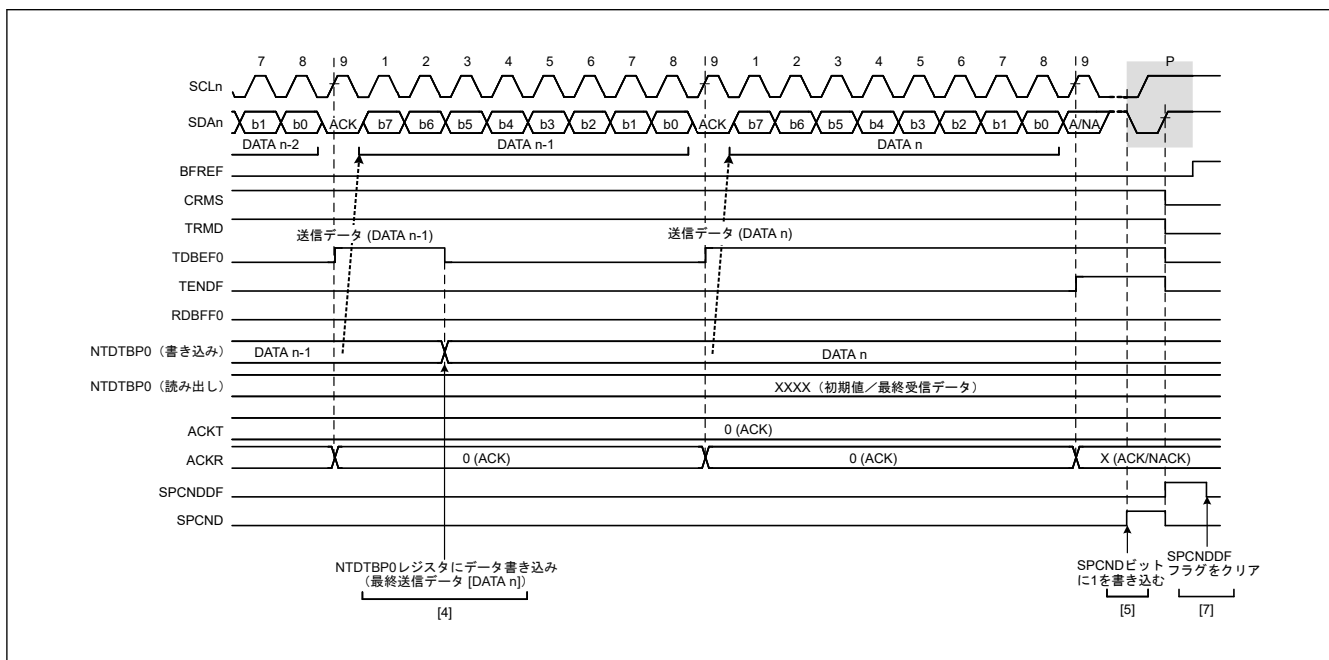 7 8 9 1 2 3 4 5 6 7 8 9 1 2 3 4 5 6 7 8 9 P
SCLn
SDAn b1 b0 ACK b7 b6 b5 b4 b3 b2 b1 b0 ACK b7 b6 b5 b4 b3 b2 b1 b0 A/NA
DATA n-2 DATA n-1 DATA n
BFREF
CRMS
TRMD
送信データ (DATA n-1) 送信データ (DATA n)
TDBEF0
TENDF
RDBFF0
NTDTBP0（書き込み） DATA n-1 DATA n
NTDTBP0（読み出し） XXXX（初期値／最終受信データ）
ACKT 0 (ACK)
ACKR 0 (ACK) 0 (ACK) X (ACK/NACK)
SPCNDDF
SPCND
NTDTBP0レジスタにデータ書き込み
（最終送信データ [DATA n]）
[4]
SPCNDビット
に1を書き込む
[5]
SPCNDDF
フラグをクリア
[7]